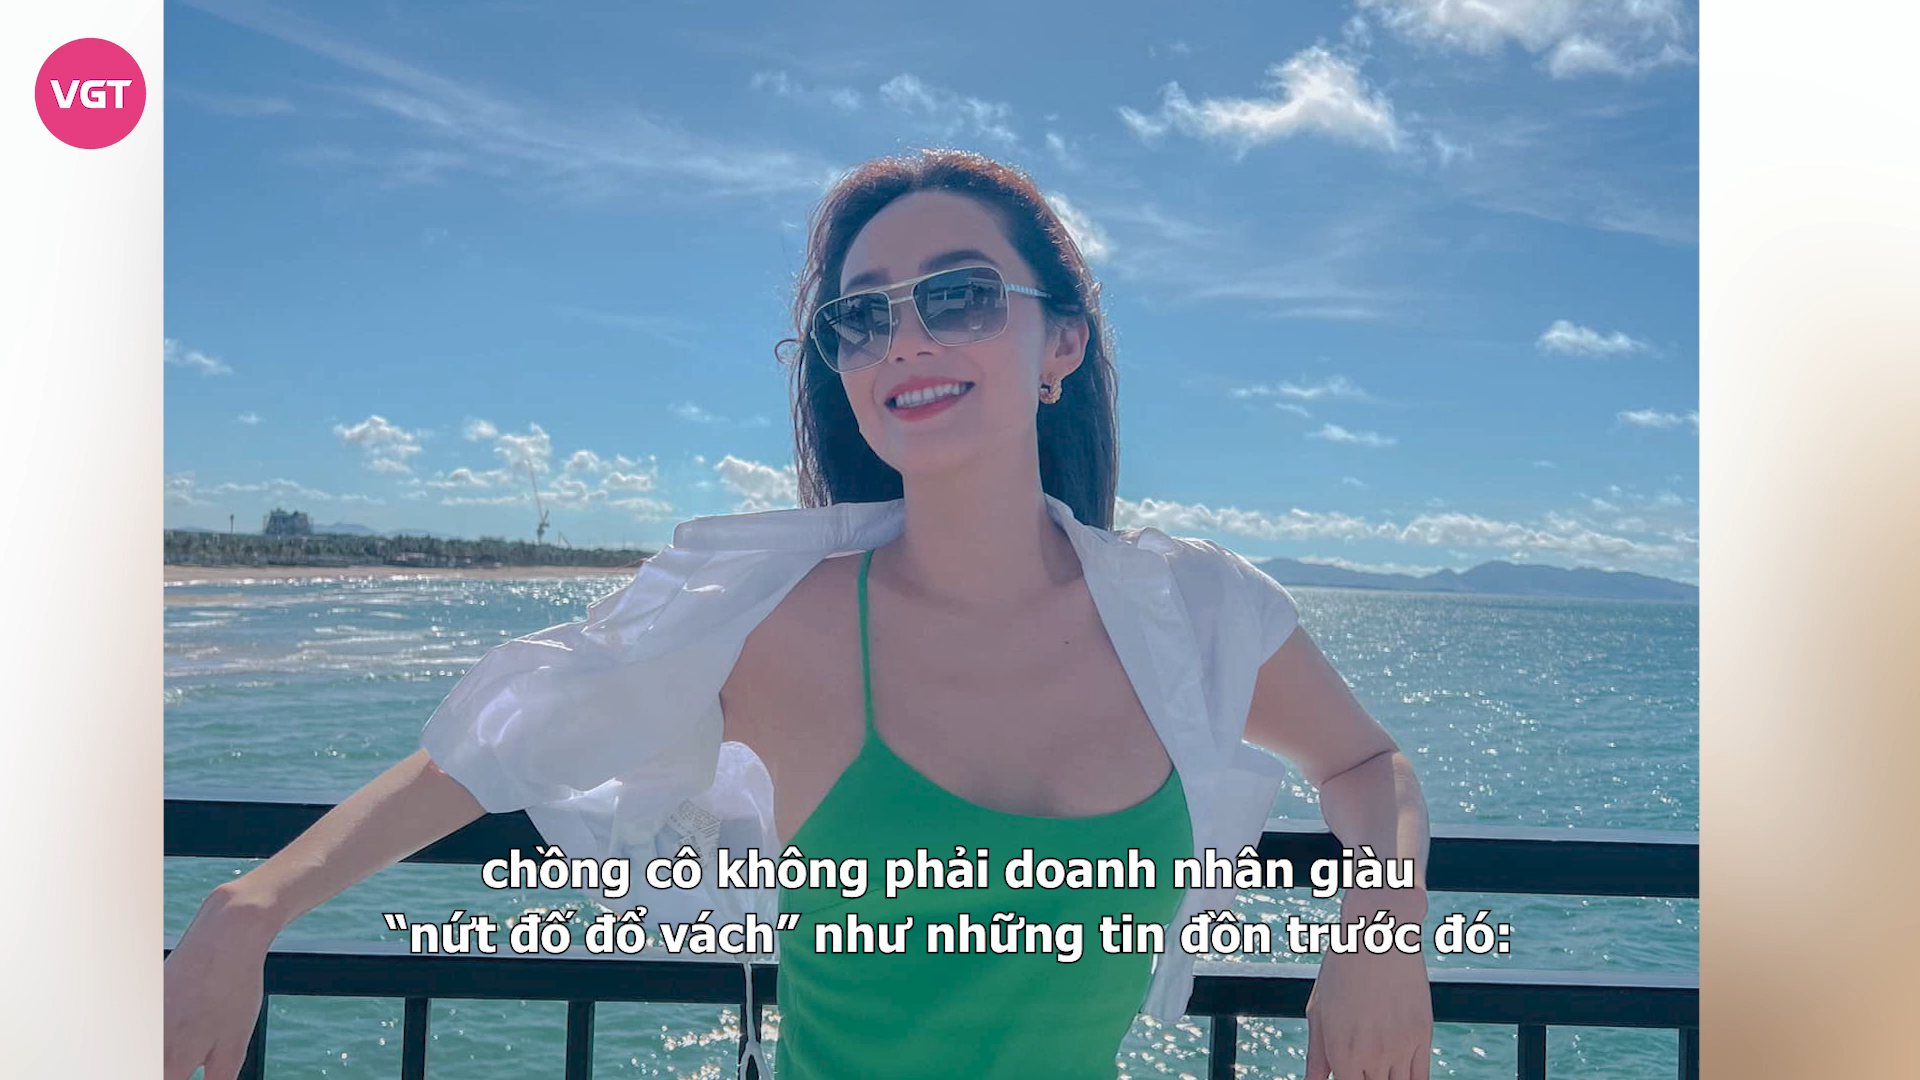 VGT
chồng cô không phải doanh nhân giàu
“nứt đố đổ vách” như những tin đồn trước đó: